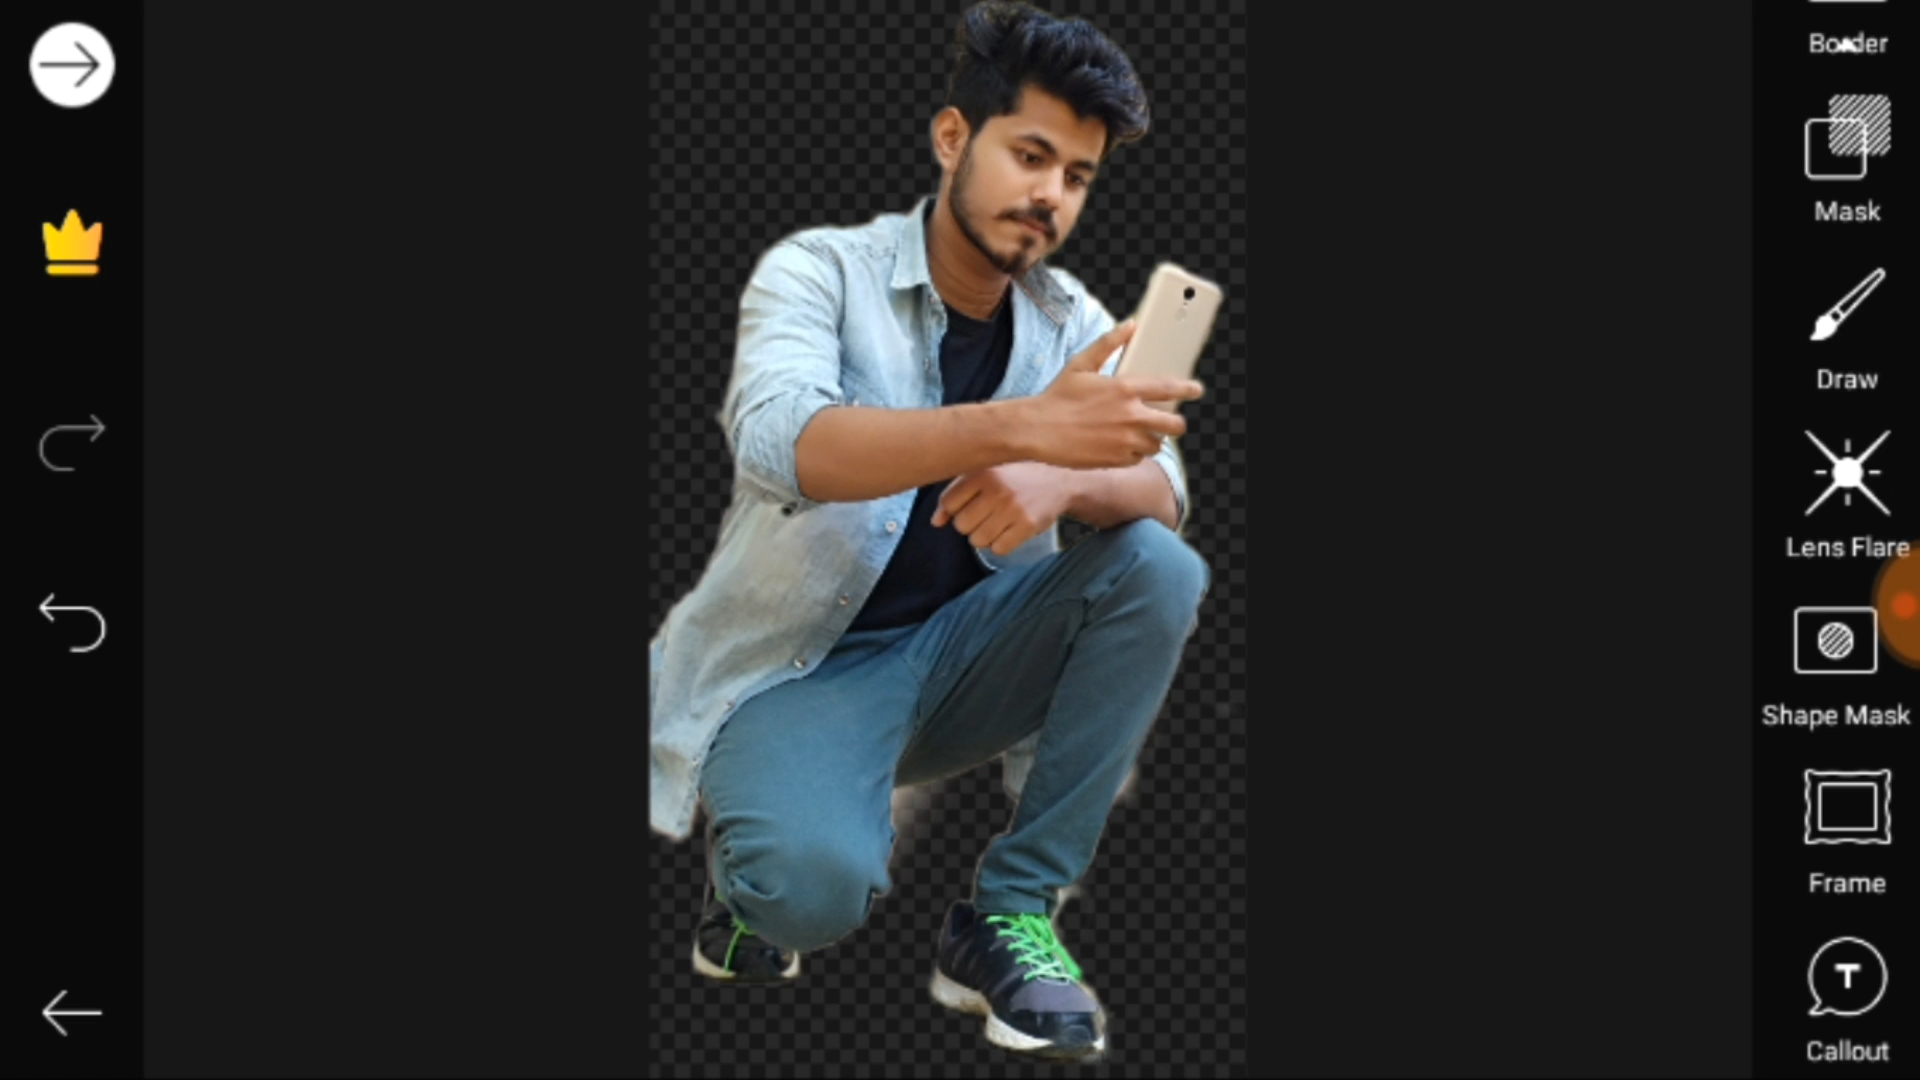 Border
Mask
Draw
Lens Flare
Shape Mask
Frame
T
Callout